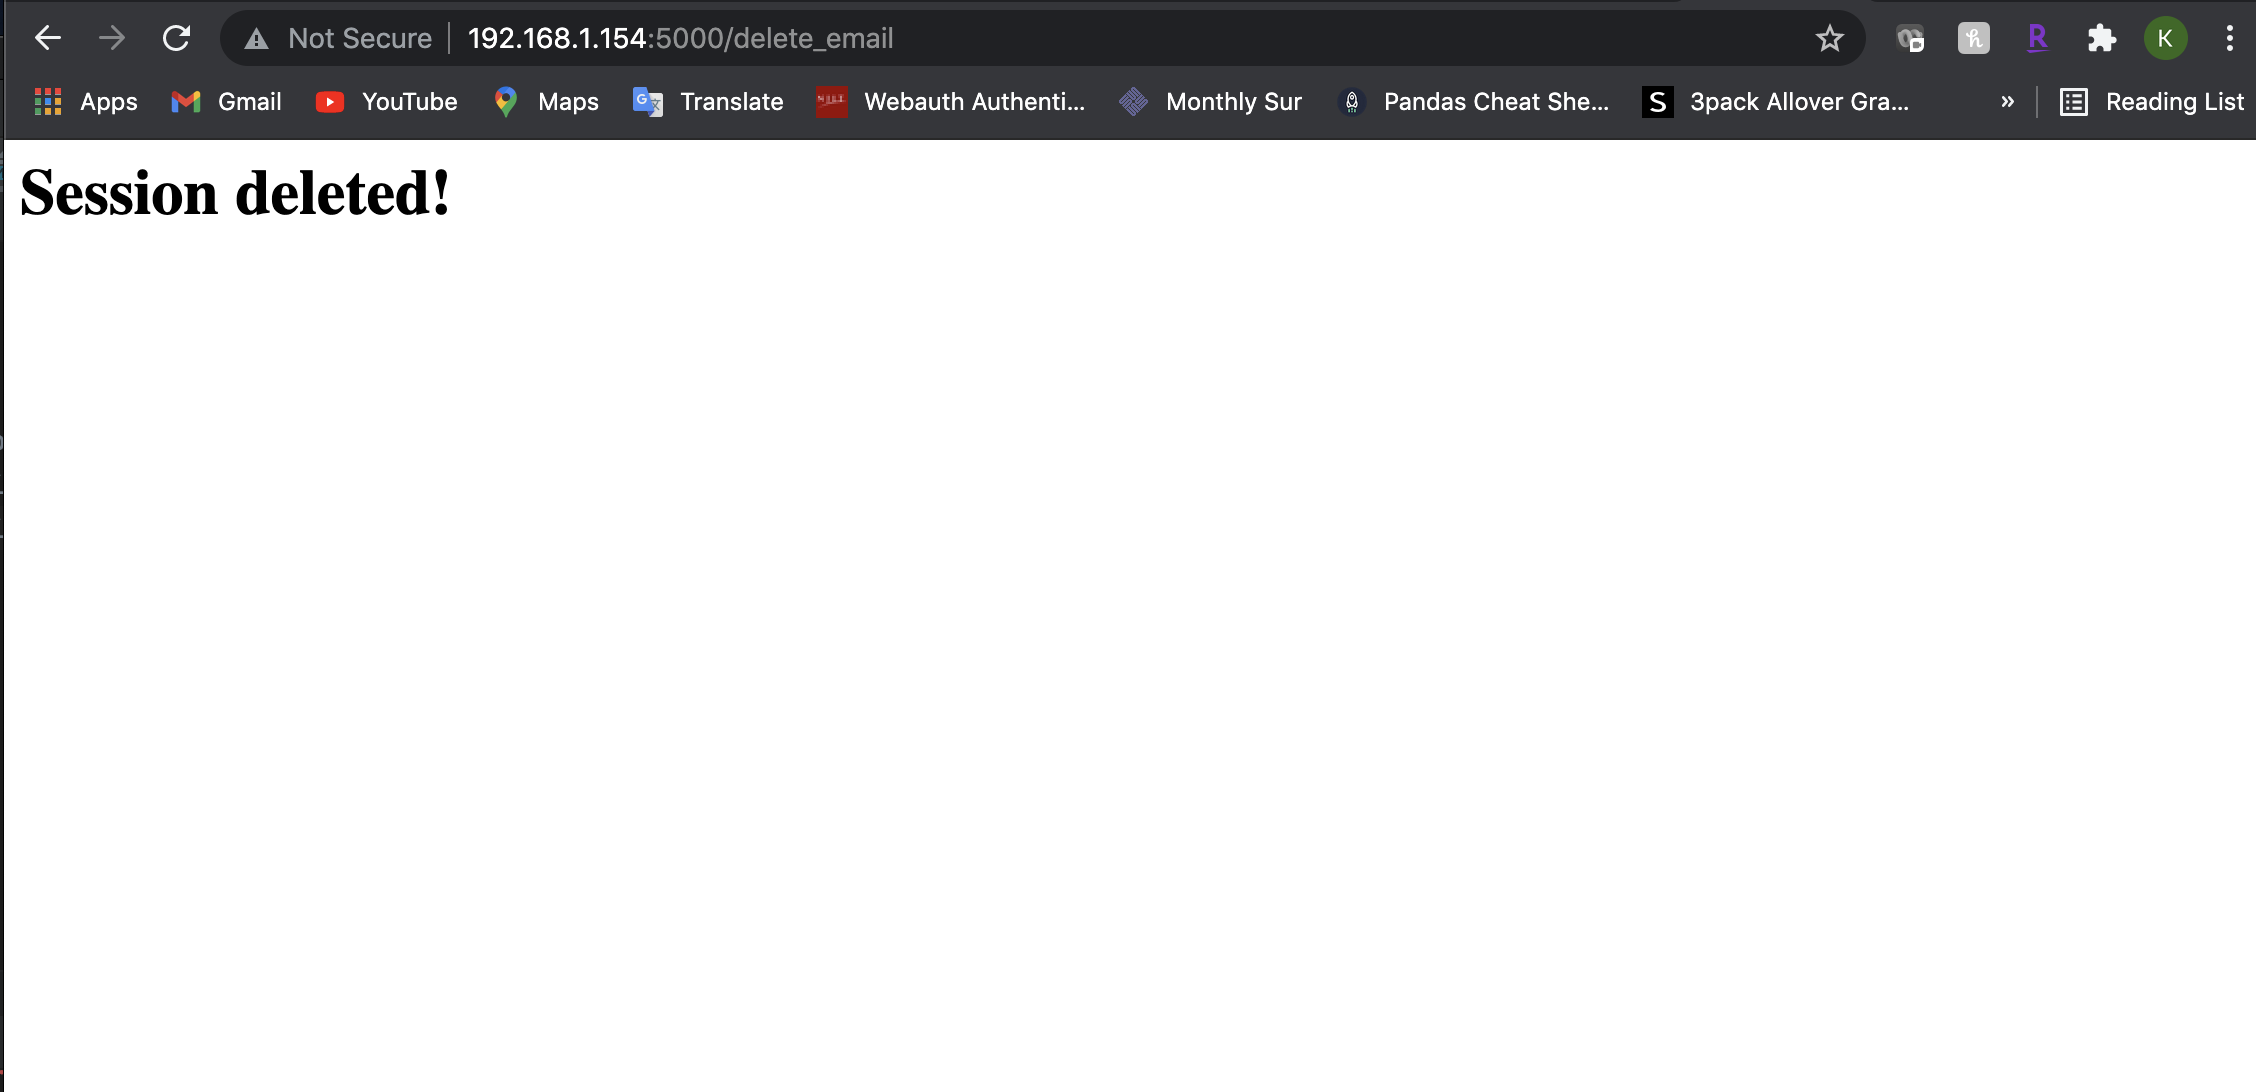 Not Secure 192.168.1.154:5000/delete_email
Apps Gmail YouTube Maps Translate Webauth Authenti... Monthly Sur Pandas Cheat She... S 3pack Allover Gra... » Reading List
Session deleted!